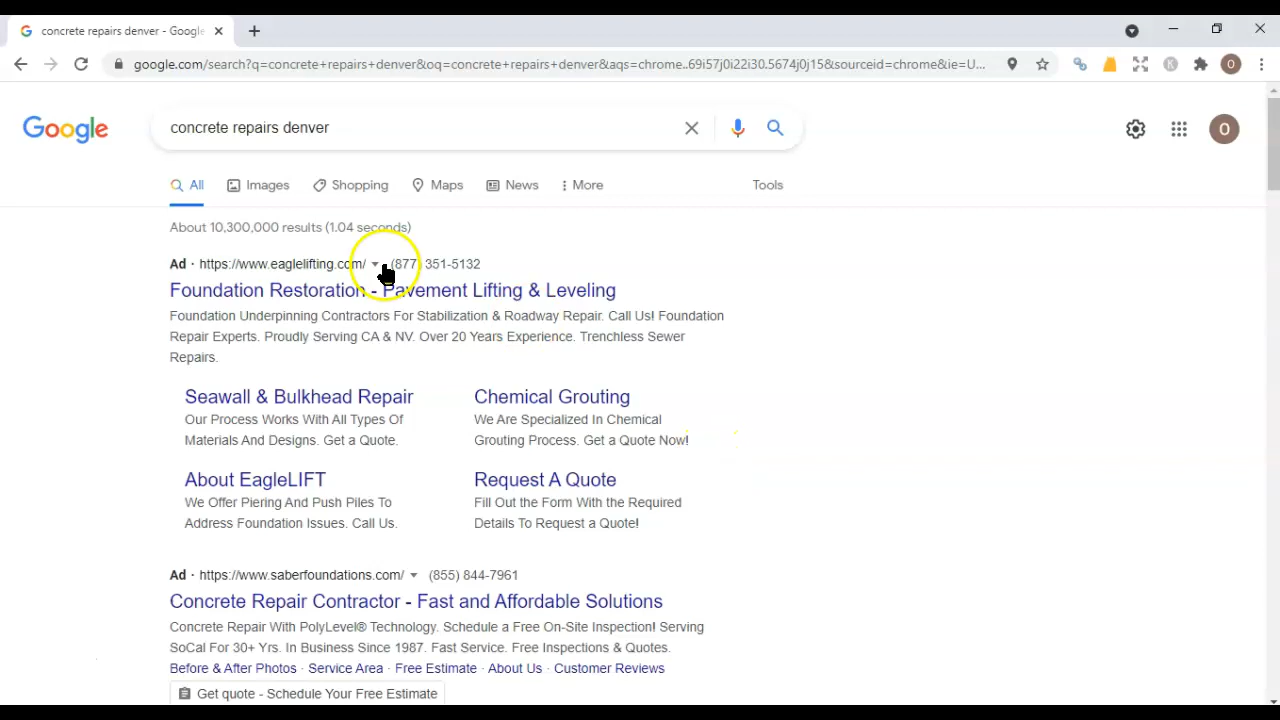 concrete repairs denver - Google
google.com/search?q=concrete+repairs+denver&oq=concrete+repairs+denver&aqs=chrome..69i57j0i22i30.5674j0j15&sourceid=chrome&ie=U...
O
Google
concrete repairs denver
O
All
Images
Shopping
Maps
News
More
Tools
About 10,300,000 results (1.04 seconds)
Ad · https://www.eaglelifting.com/ (877) 351-5132
Foundation Restoration - Pavement Lifting & Leveling
Foundation Underpinning Contractors For Stabilization & Roadway Repair. Call Us! Foundation
Repair Experts. Proudly Serving CA & NV. Over 20 Years Experience. Trenchless Sewer
Repairs.
Seawall & Bulkhead Repair
Our Process Works With All Types Of
Materials And Designs. Get a Quote.
Chemical Grouting
We Are Specialized In Chemical
Grouting Process. Get a Quote Now!
About EagleLIFT
We Offer Piering And Push Piles To
Address Foundation Issues. Call Us.
Request A Quote
Fill Out the Form With the Required
Details To Request a Quote!
Ad · https://www.saberfoundations.com/ (855) 844-7961
Concrete Repair Contractor - Fast and Affordable Solutions
Concrete Repair With PolyLevel® Technology. Schedule a Free On-Site Inspection! Serving
SoCal For 30+ Yrs. In Business Since 1987. Fast Service. Free Inspections & Quotes.
Before & After Photos · Service Area · Free Estimate · About Us · Customer Reviews
Get quote - Schedule Your Free Estimate